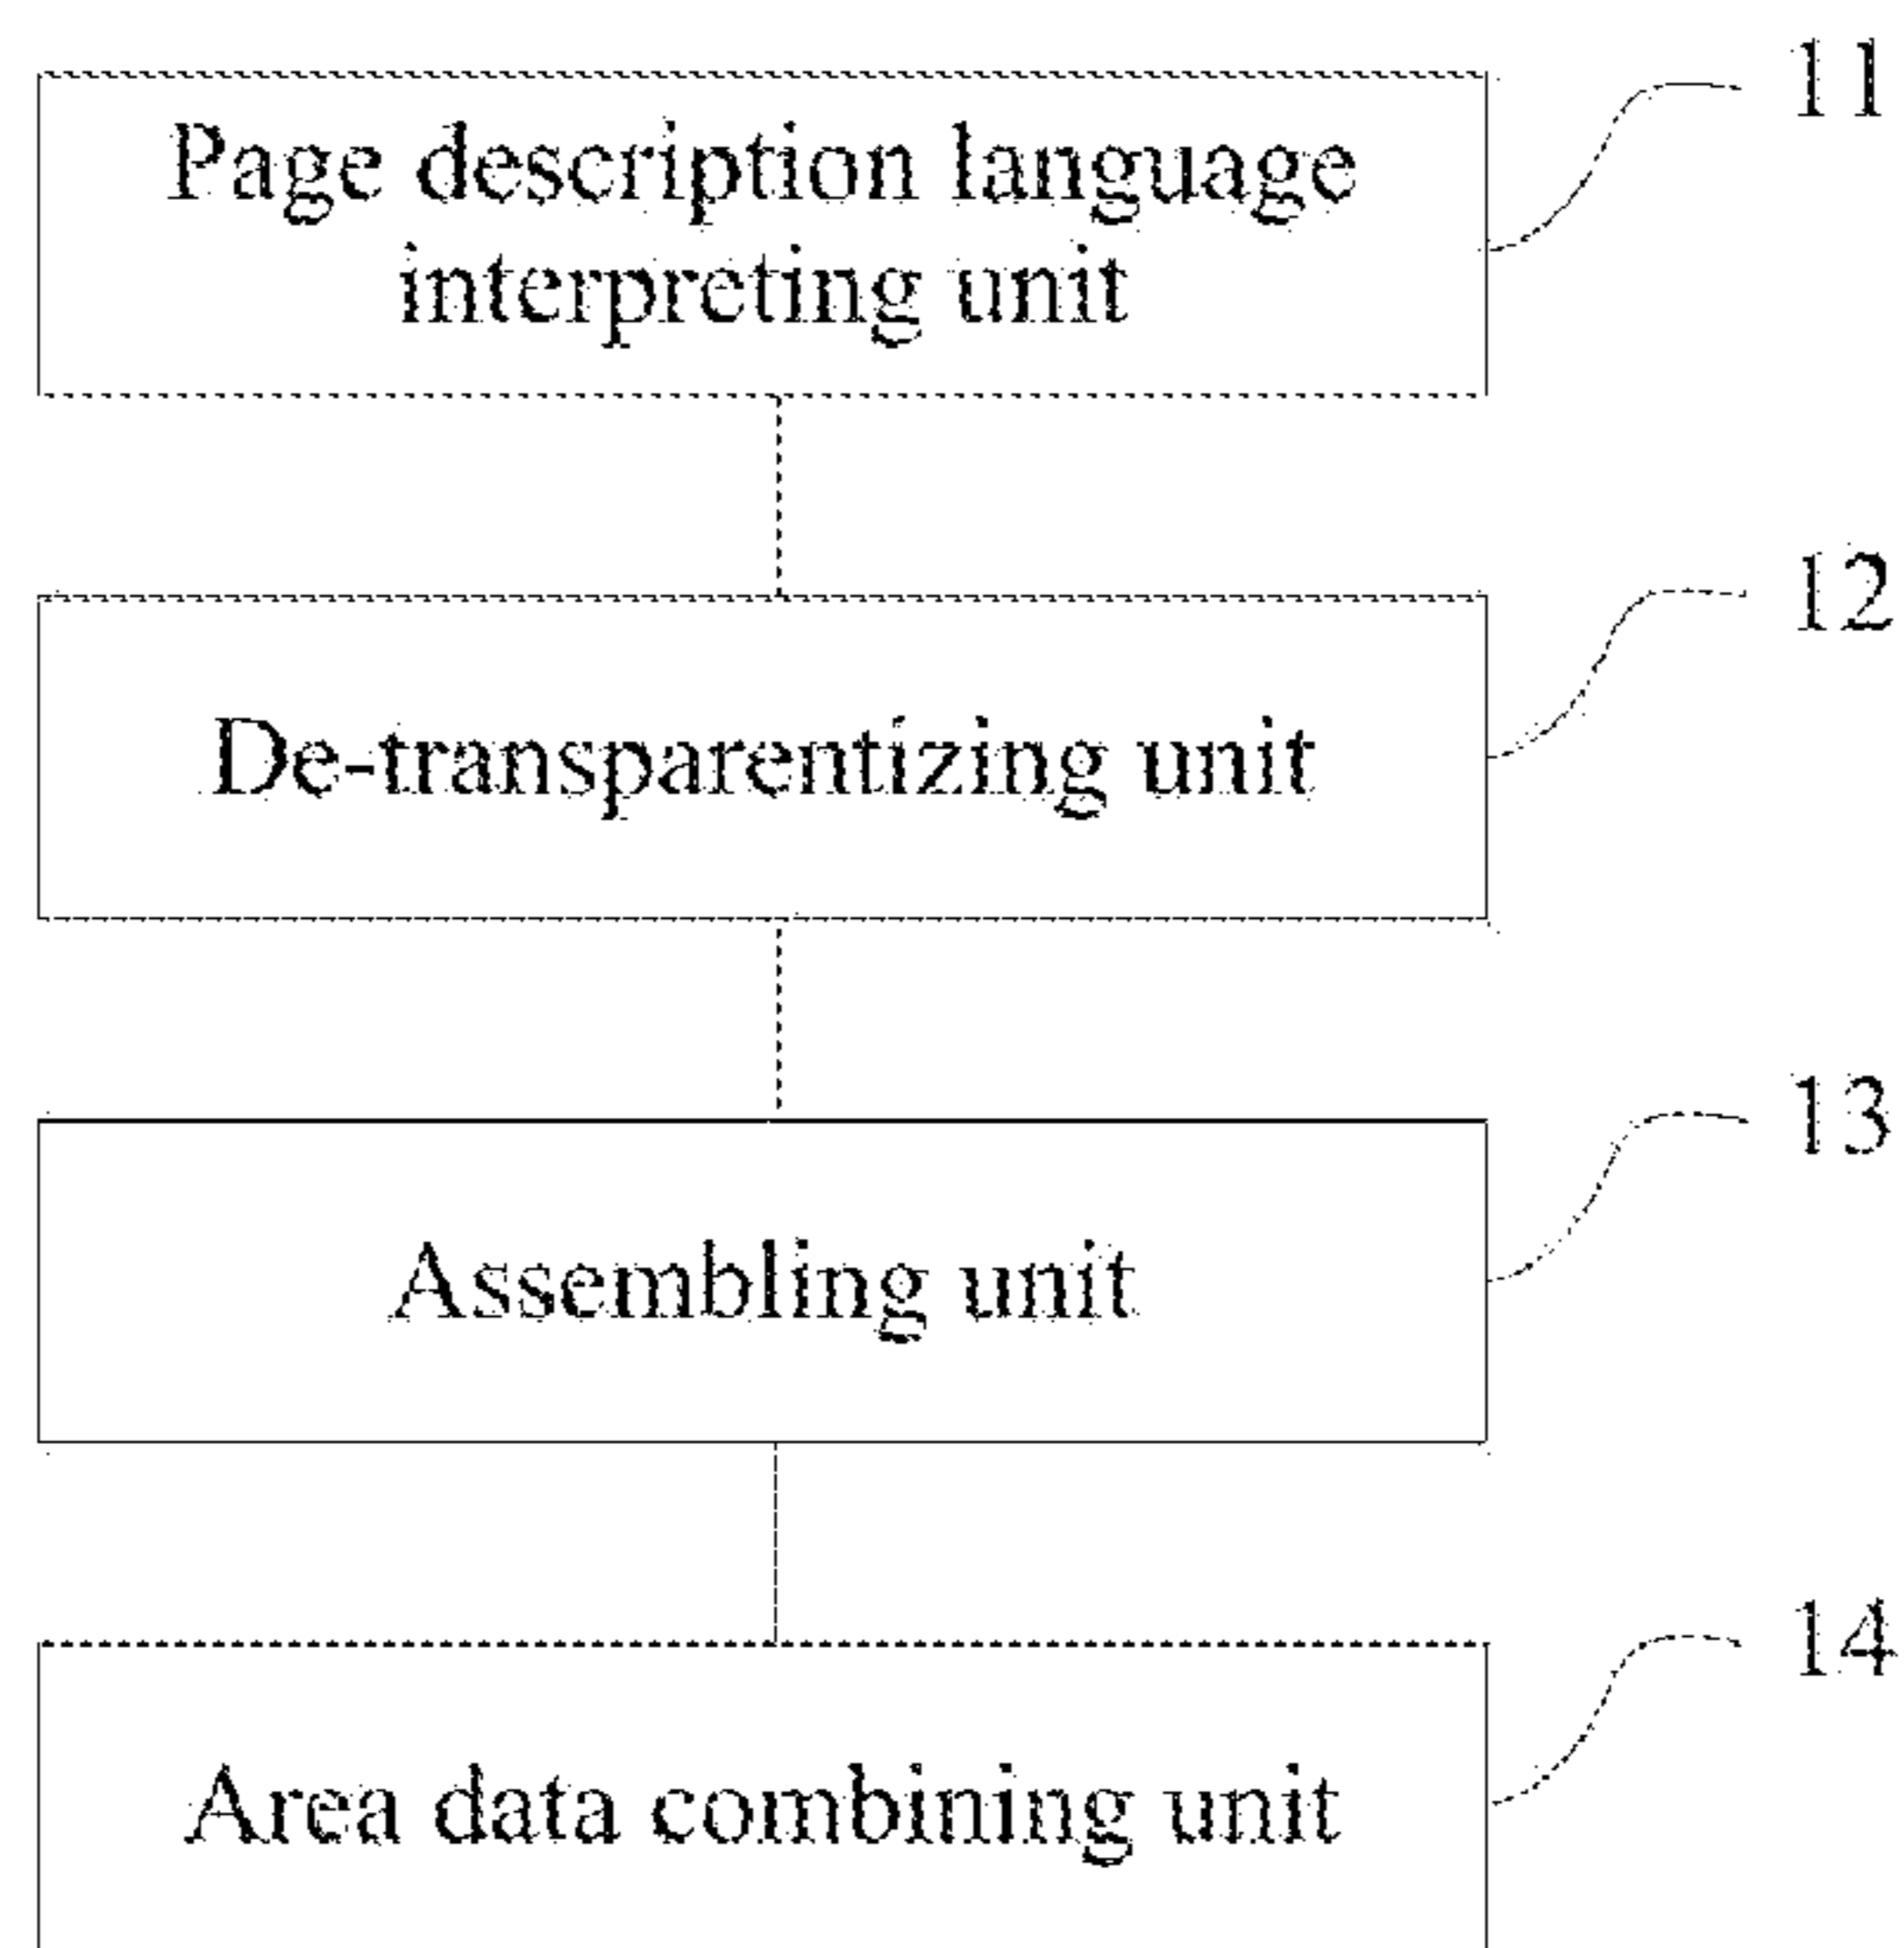 11
Page description language
interpreting unit
12
De-transparentizing unit
13
Assembling unit
14
Area data combining unit